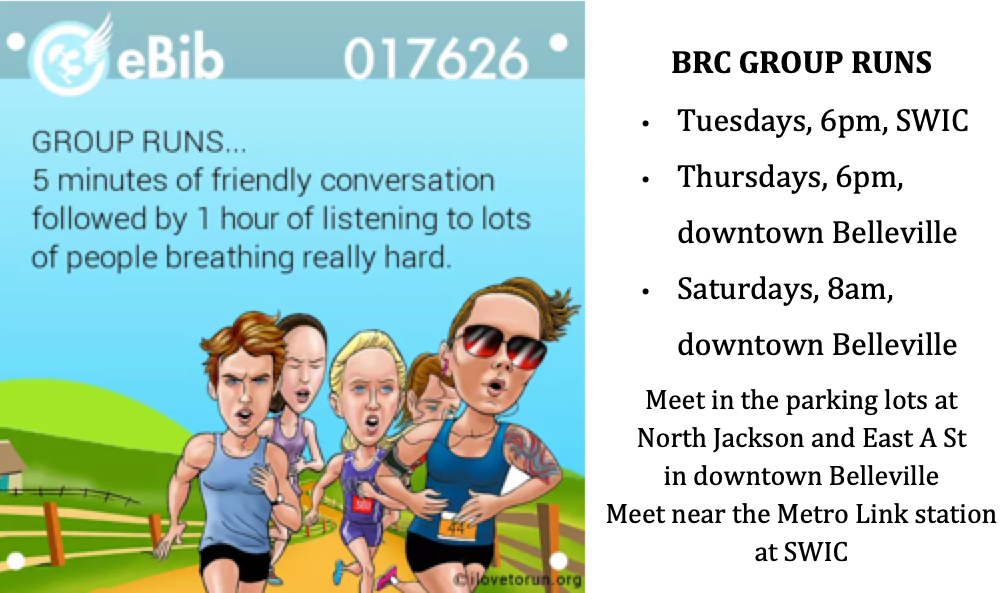 eBib
017626
GROUP RUNS...
5 minutes of friendly conversation
followed by 1 hour of listening to lots
of people breathing really hard.
44
©ilovetorun.org
BRC GROUP RUNS
• Tuesdays, 6pm, SWIC
• Thursdays, 6pm,
downtown Belleville
• Saturdays, 8am,
downtown Belleville
Meet in the parking lots at
North Jackson and East A St
in downtown Belleville
Meet near the Metro Link station
at SWIC